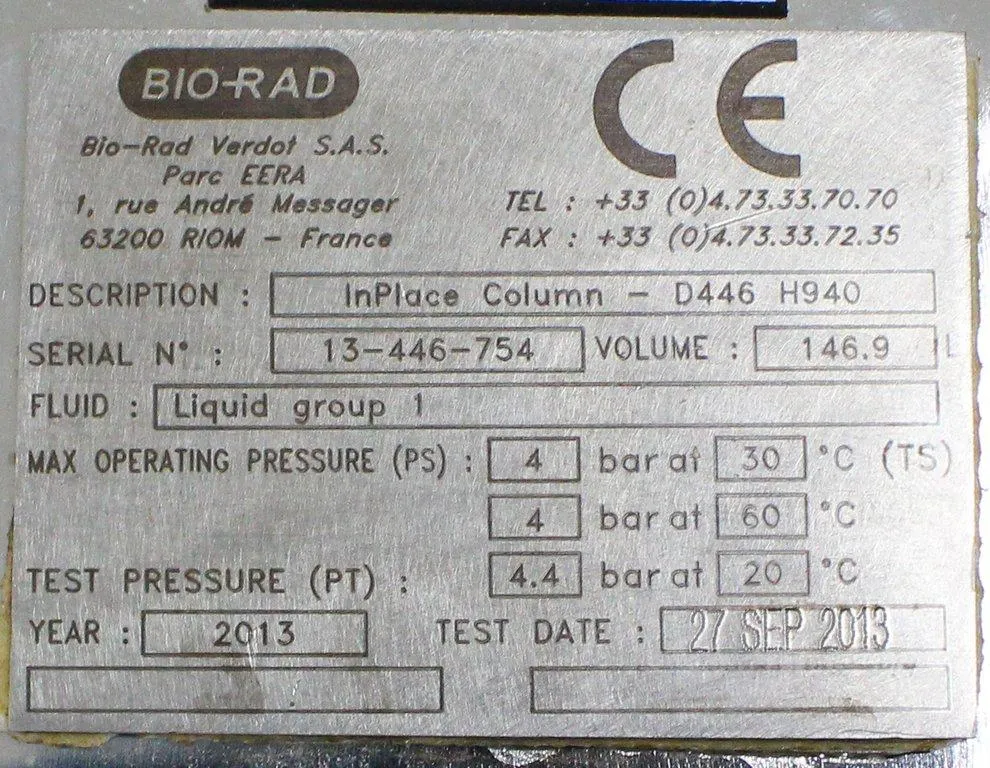 BIO-RAD
CE
Bio-Rad Verdot S.A.S.
Parc EERA
1, rue André Messager
63200 RIOM - France
TEL : +33 (0)4.73.33.70.70
FAX : +33 (0)4.73.33.72.35
DESCRIPTION : InPlace Column - D446 H940
SERIAL N° : 13-446-754 VOLUME : 146.9 L
FLUID : Liquid group 1
MAX OPERATING PRESSURE (PS) : 4 bar at 30 °C (TS)
4 bar at 60 °C
TEST PRESSURE (PT) : 4.4 bar at 20 °C
YEAR : 2013 TEST DATE : 27 SEP 2013